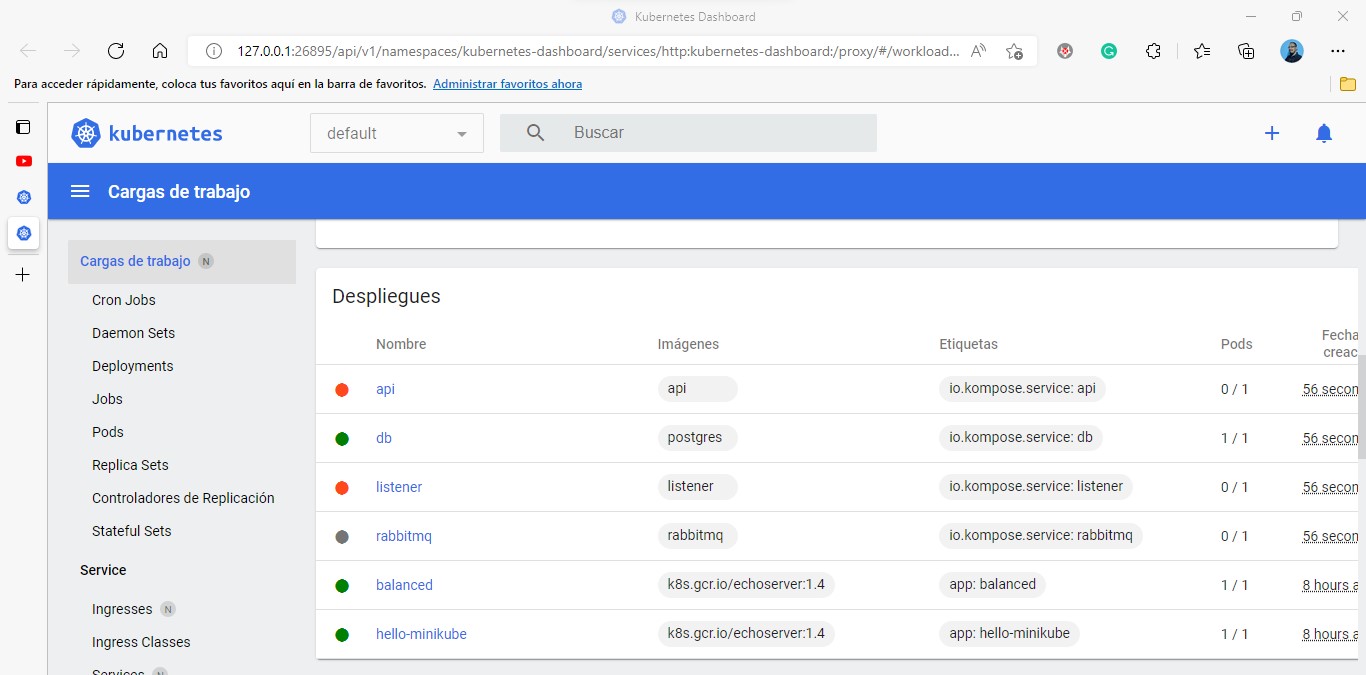 Kubernetes Dashboard
127.0.0.1:26895/api/v1/namespaces/kubernetes-dashboard/services/http:kubernetes-dashboard:/proxy/#/workload...
Para acceder rápidamente, coloca tus favoritos aquí en la barra de favoritos. Administrar favoritos ahora
kubernetes
default
Buscar
Cargas de trabajo
Cargas de trabajo N
Cron Jobs
Daemon Sets
Deployments
Jobs
Pods
Replica Sets
Controladores de Replicación
Stateful Sets
Service
Ingresses N
Ingress Classes
Services N
Despliegues
Nombre Imágenes Etiquetas Pods Fecha creac
api api io.kompose.service: api 0 / 1 56 secon
db postgres io.kompose.service: db 1 / 1 56 secon
listener listener io.kompose.service: listener 0 / 1 56 secon
rabbitmq rabbitmq io.kompose.service: rabbitmq 0 / 1 56 secon
balanced k8s.gcr.io/echoserver:1.4 app: balanced 1 / 1 8 hours a
hello-minikube k8s.gcr.io/echoserver:1.4 app: hello-minikube 1 / 1 8 hours a